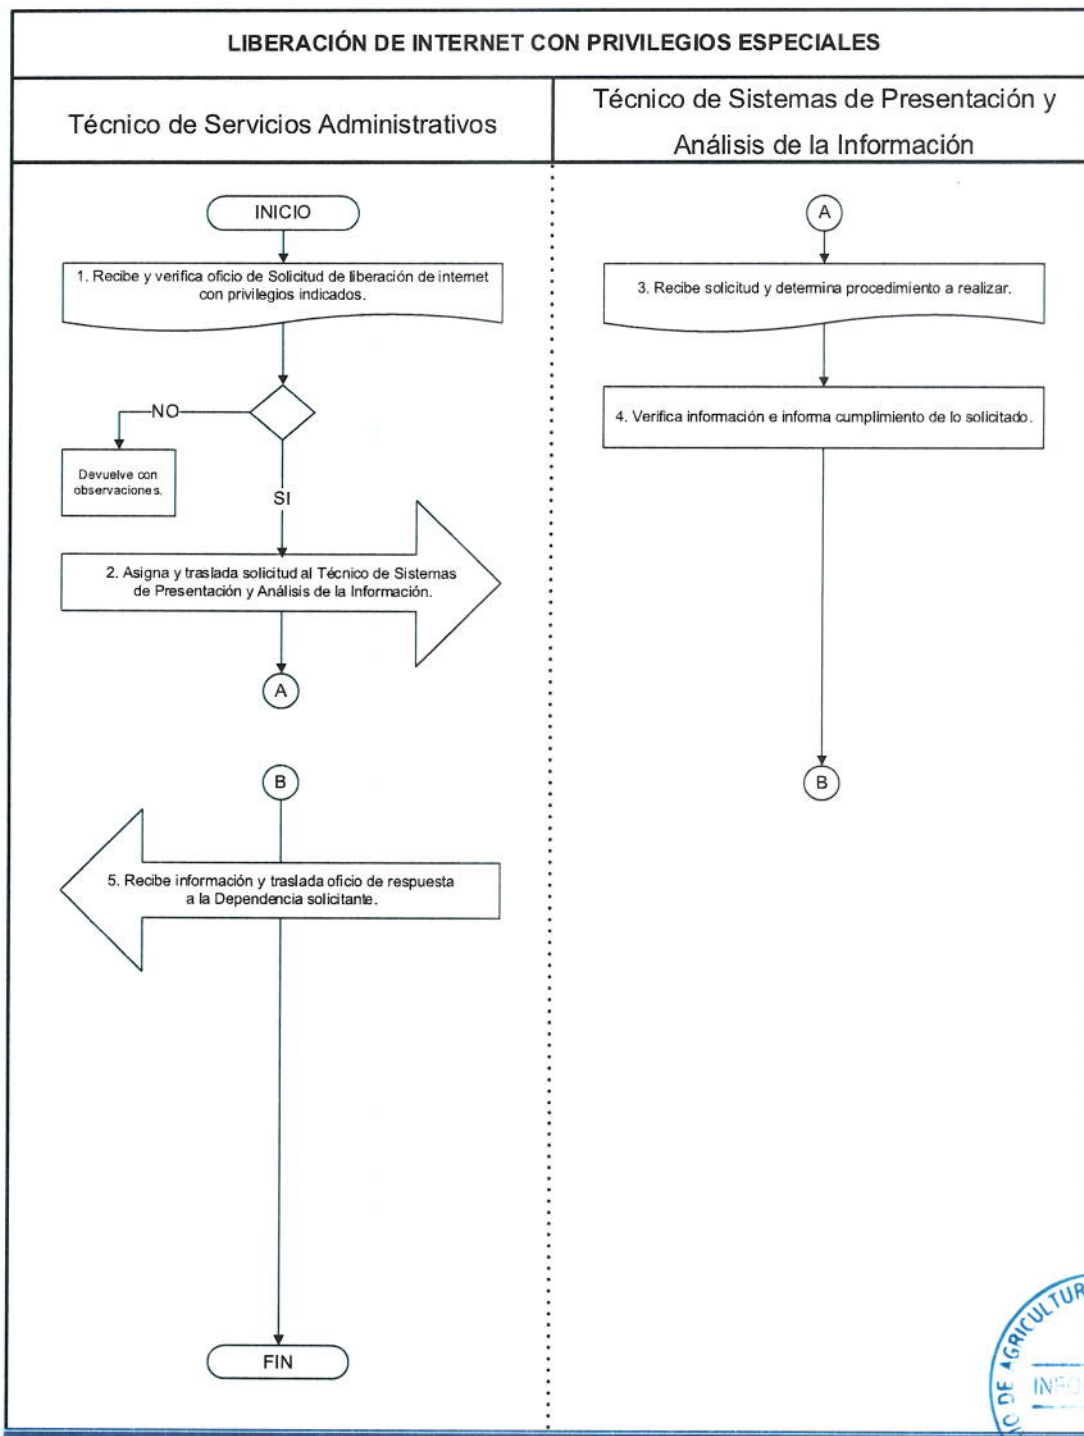 LIBERACIÓN DE INTERNET CON PRIVILEGIOS ESPECIALES
Técnico de Servicios Administrativos
Técnico de Sistemas de Presentación y
Análisis de la Información
INICIO
1. Recibe y verifica oficio de Solicitud de liberación de internet
con privilegios indicados.
NO
Devuelve con
observaciones.
SI
2. Asigna y traslada solicitud al Técnico de Sistemas
de Presentación y Análisis de la Información.
A
B
5. Recibe información y traslada oficio de respuesta
a la Dependencia solicitante.
FIN
A
3. Recibe solicitud y determina procedimiento a realizar.
4. Verifica información e informa cumplimiento de lo solicitado.
B
DE AGRICULTUR